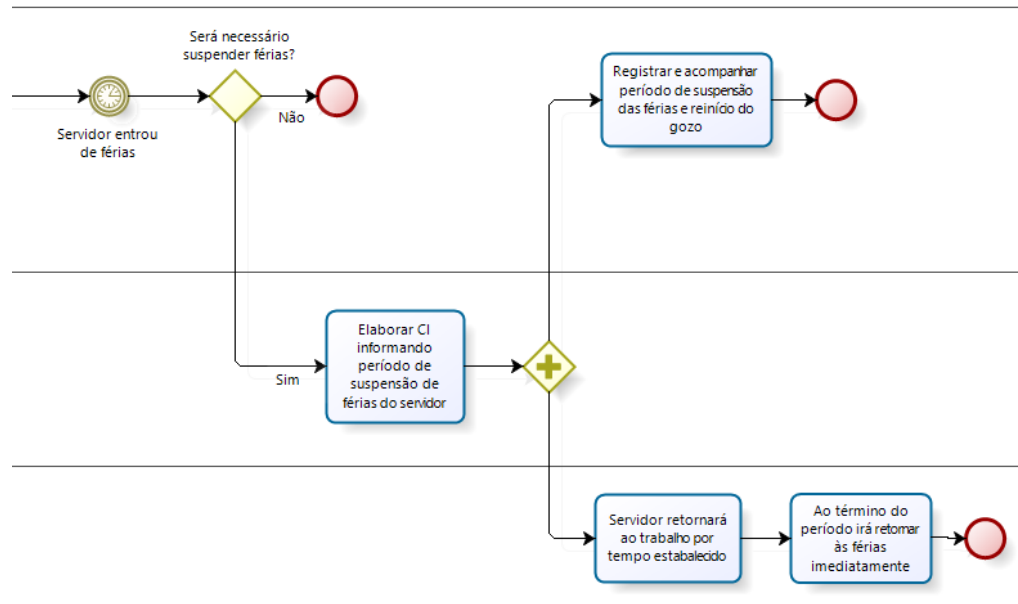 Será necessário
suspender férias?
Não
Servidor entrou
de férias
Registrar e acompanhar
período de suspensão
das férias e reinício do
gozo
Sim
Elaborar CI
informando
período de
suspensão de
férias do servidor
Servidor retornará
ao trabalho por
tempo estabalecido
Ao término do
período irá retornar
às férias
imediatamente